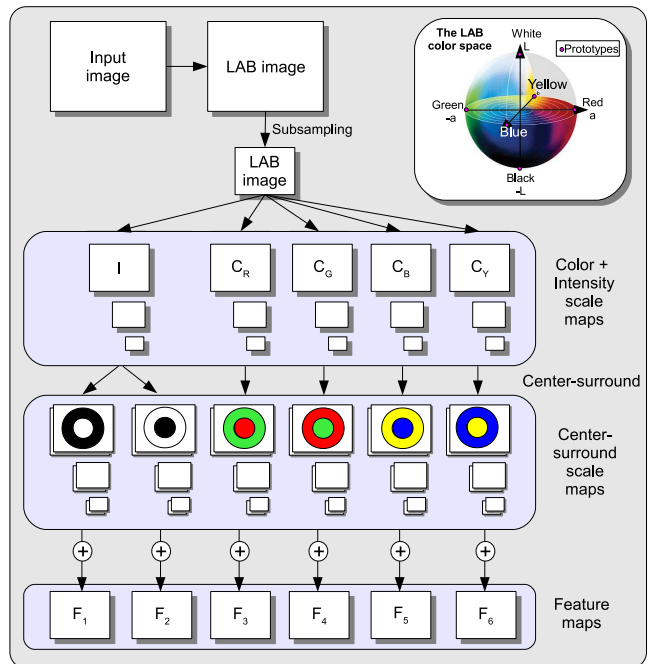 Input
image
LAB image
Subsampling
LAB
image
The LAB
color space
White
L
Prototypes
Yellow
Green
-a
Red
a
Blue
Black
-L
I
C_R
C_G
C_B
C_Y
Color +
Intensity
scale
maps
Center-surround
Center-
surround
scale
maps
+ + + + + +
F_1
F_2
F_3
F_4
F_5
F_6
Feature
maps